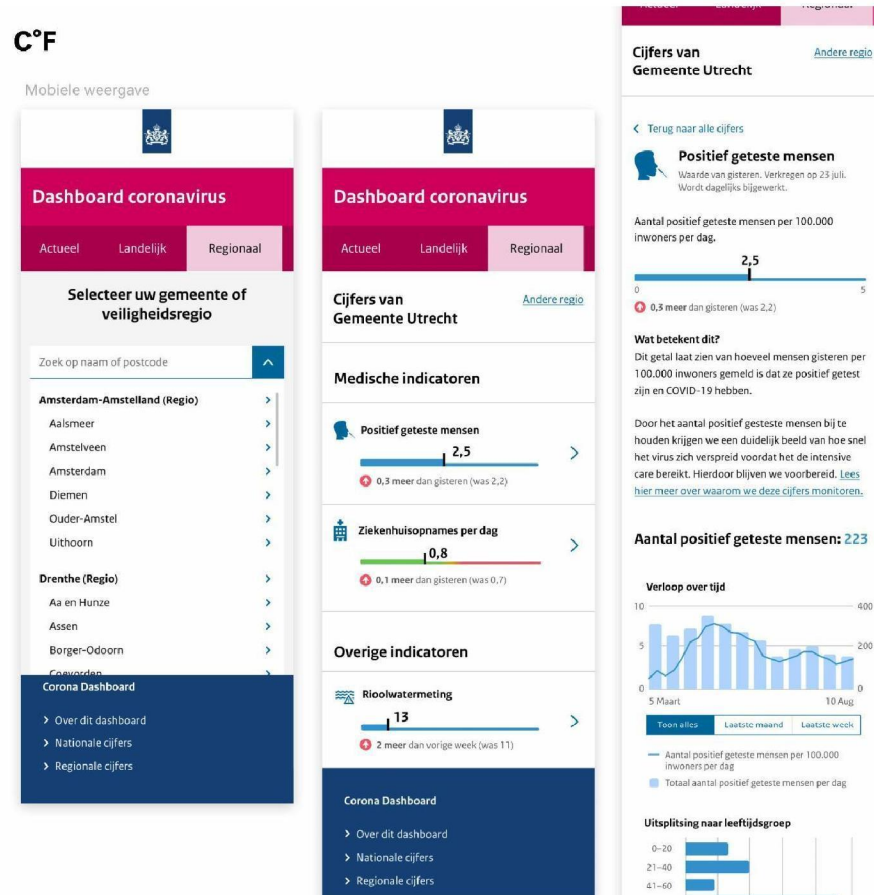 C°F
Mobiele weergave
Dashboard coronavirus
Actueel Landelijk Regionaal
Selecteer uw gemeente of
veiligheidsregio
Zoek op naam of postcode
Amsterdam-Amstelland (Regio)
Aalsmeer
Amstelveen
Amsterdam
Diemen
Ouder-Amstel
Uithoorn
Drenthe (Regio)
Aa en Hunze
Assen
Borger-Odoorn
Coevorden
Corona Dashboard
Over dit dashboard
Nationale cijfers
Regionale cijfers
Dashboard coronavirus
Actueel Landelijk Regionaal
Cijfers van
Gemeente Utrecht
Andere regio
Medische indicatoren
Positief geteste mensen
2,5
0,3 meer dan gisteren (was 2,2)
Ziekenhuisopnames per dag
0,8
0,1 meer dan gisteren (was 0,7)
Overige indicatoren
Rioolwatermeting
13
2 meer dan vorige week (was 11)
Corona Dashboard
Over dit dashboard
Nationale cijfers
Regionale cijfers
Actueel Landelijk Regionaal
Cijfers van
Gemeente Utrecht
Andere regio
Terug naar alle cijfers
Positief geteste mensen
Waarde van gisteren. Verkregen op 23 juli.
Wordt dagelijks bijgewerkt.
Aantal positief geteste mensen per 100.000
inwoners per dag.
2,5
0 5
0,3 meer dan gisteren (was 2,2)
Wat betekent dit?
Dit getal laat zien van hoeveel mensen gisteren per
100.000 inwoners gemeld is dat ze positief getest
zijn en COVID-19 hebben.
Door het aantal positief gesteste mensen bij te
houden krijgen we een duidelijk beeld van hoe snel
het virus zich verspreid voordat het de intensive
care bereikt. Hierdoor blijven we voorbereid. Lees
hier meer over waarom we deze cijfers monitoren.
Aantal positief geteste mensen: 223
Verloop over tijd
10 400
5 200
0 0
5 Maart 10 Aug
Toon alles Laatste maand Laatste week
Aantal positief geteste mensen per 100.000
inwoners per dag
Totaal aantal positief geteste mensen per dag
Uitsplitsing naar leeftijdsgroep
0-20
21-40
41-60